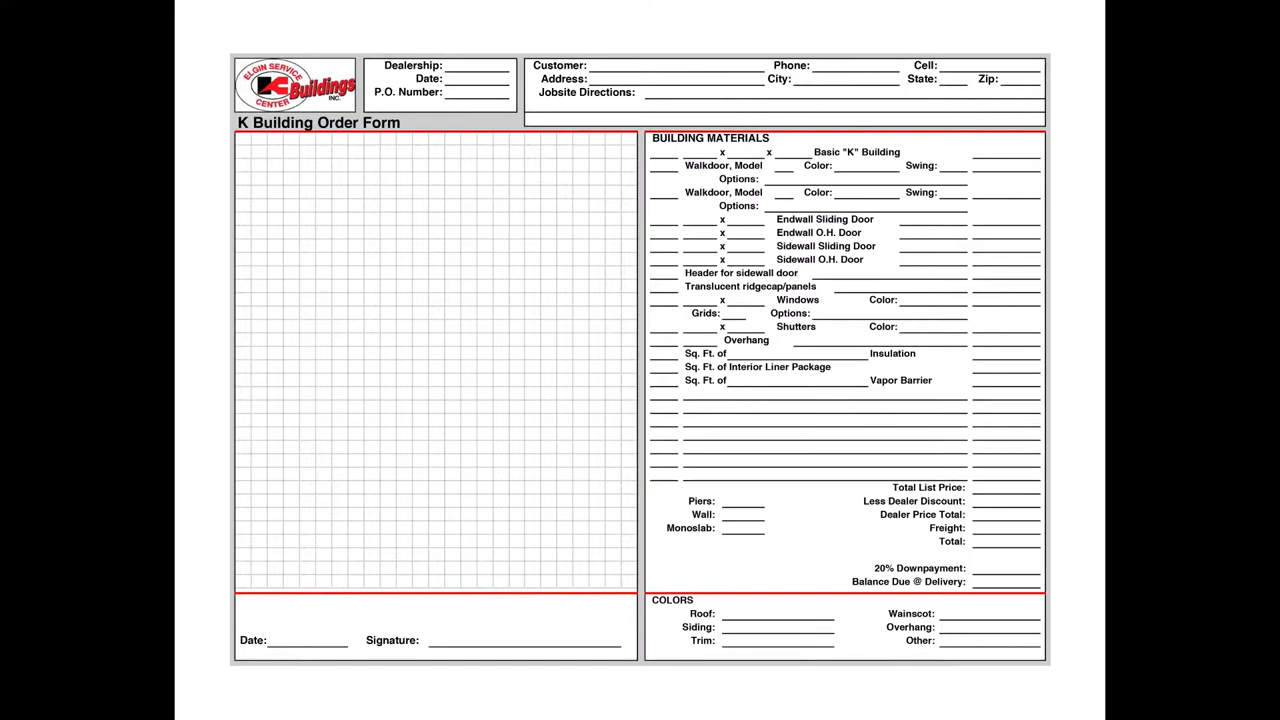 ELGIN SERVICE
K Buildings
INC.
CENTER
Dealership:
Date:
P.O. Number:
Customer: Phone: Cell:
Address: City: State: Zip:
Jobsite Directions:
K Building Order Form
BUILDING MATERIALS
x x Basic "K" Building
Walkdoor, Model Color: Swing:
Options:
Walkdoor, Model Color: Swing:
Options:
x Endwall Sliding Door
x Endwall O.H. Door
x Sidewall Sliding Door
x Sidewall O.H. Door
Header for sidewall door
Translucent ridgecap/panels
x Windows Color:
Grids: Options:
x Shutters Color:
Overhang
Sq. Ft. of Insulation
Sq. Ft. of Interior Liner Package
Sq. Ft. of Vapor Barrier
Total List Price:
Piers: Less Dealer Discount:
Wall: Dealer Price Total:
Monoslab: Freight:
Total:
20% Downpayment:
Balance Due @ Delivery:
COLORS
Roof: Wainscot:
Siding: Overhang:
Trim: Other:
Date: Signature: